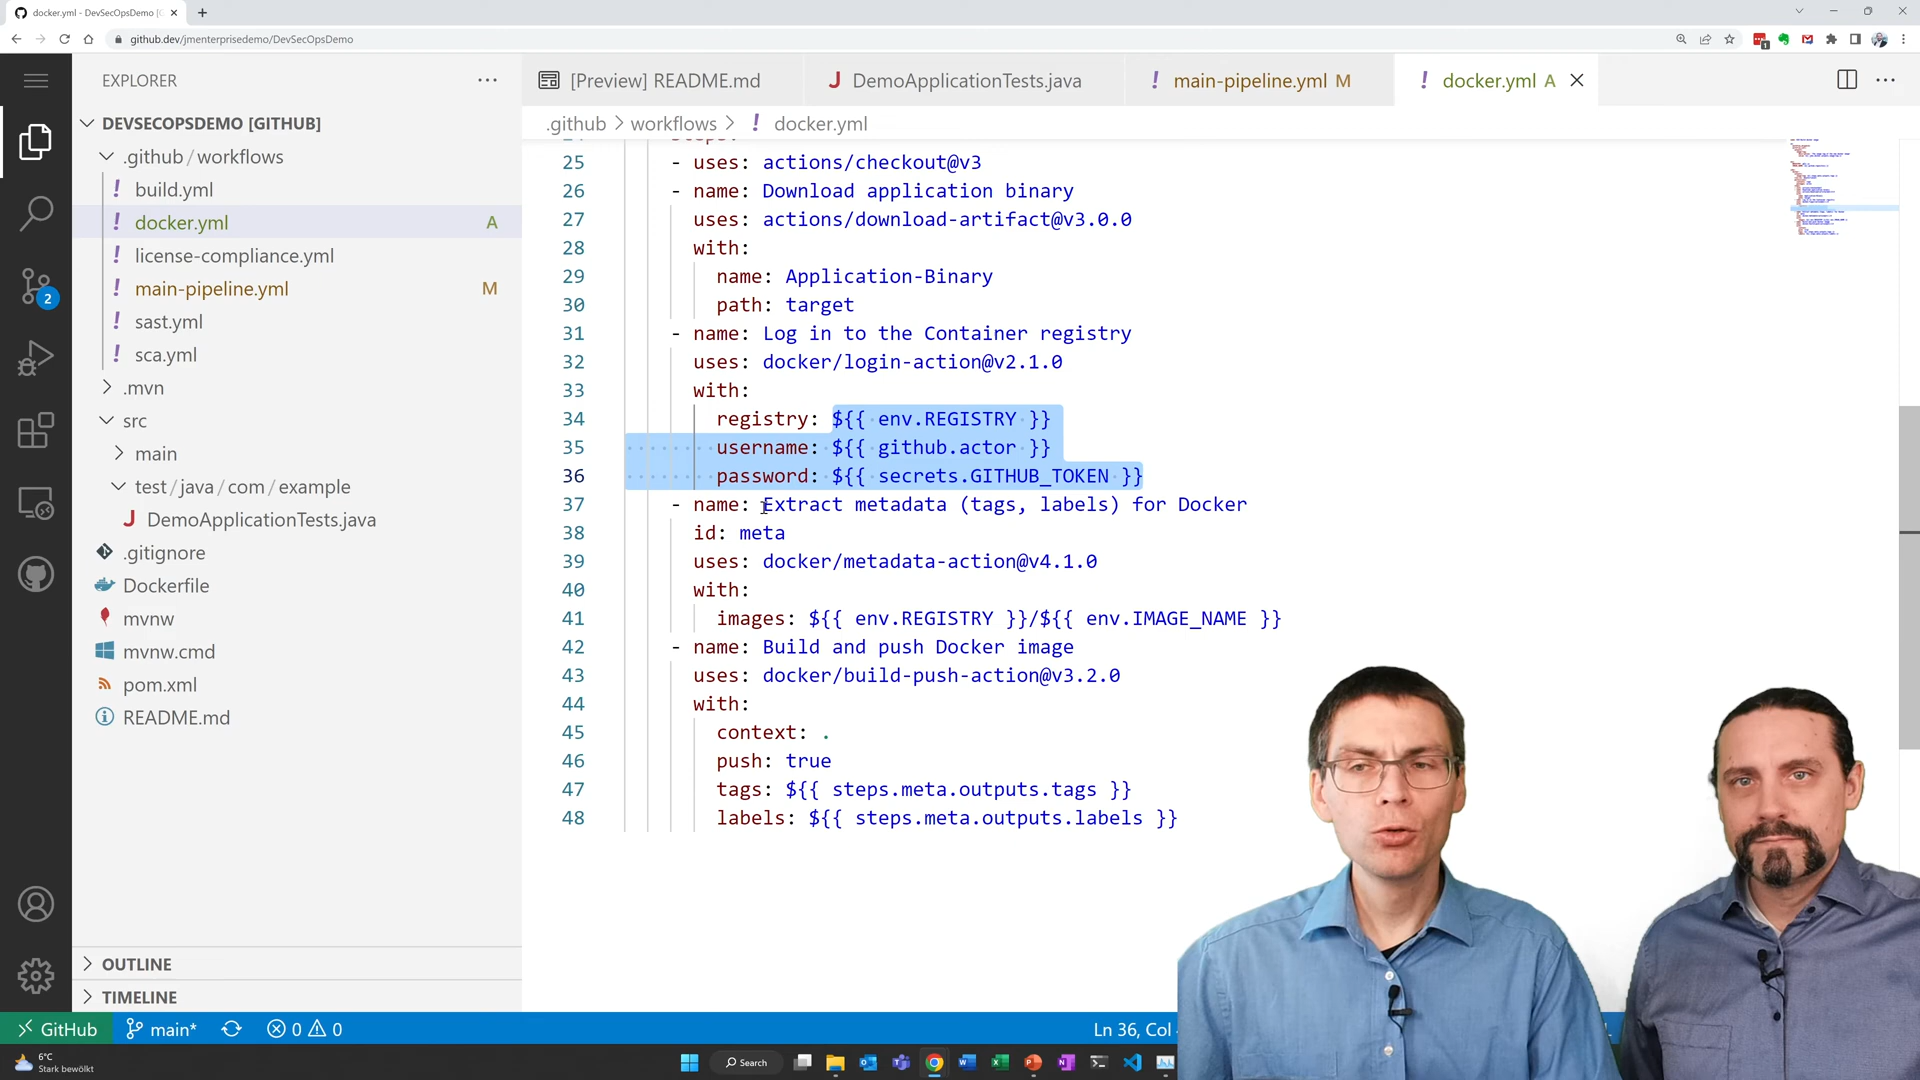 docker.yml - DevSecOpsDemo [G
github.dev/jmenterprisedemo/DevSecOpsDemo
EXPLORER
[Preview] README.md
DemoApplicationTests.java
main-pipeline.yml M
docker.yml A
DEVSECOPSDEMO [GITHUB]
.github > workflows > ! docker.yml
.github / workflows
build.yml
docker.yml A
license-compliance.yml
main-pipeline.yml M
sast.yml
sca.yml
.mvn
src
main
test / java / com / example
DemoApplicationTests.java
.gitignore
Dockerfile
mvnw
mvnw.cmd
pom.xml
README.md
OUTLINE
TIMELINE
2
25 - uses: actions/checkout@v3
26 - name: Download application binary
27 uses: actions/download-artifact@v3.0.0
28 with:
29 name: Application-Binary
30 path: target
31 - name: Log in to the Container registry
32 uses: docker/login-action@v2.1.0
33 with:
34 registry: ${{ env.REGISTRY }}
35 username: ${{ github.actor }}
36 password: ${{ secrets.GITHUB_TOKEN }}
37 - name: Extract metadata (tags, labels) for Docker
38 id: meta
39 uses: docker/metadata-action@v4.1.0
40 with:
41 images: ${{ env.REGISTRY }}/${{ env.IMAGE_NAME }}
42 - name: Build and push Docker image
43 uses: docker/build-push-action@v3.2.0
44 with:
45 context: .
46 push: true
47 tags: ${{ steps.meta.outputs.tags }}
48 labels: ${{ steps.meta.outputs.labels }}
GitHub main* 0 0
Ln 36, Col
6°C
Stark bewölkt
Search